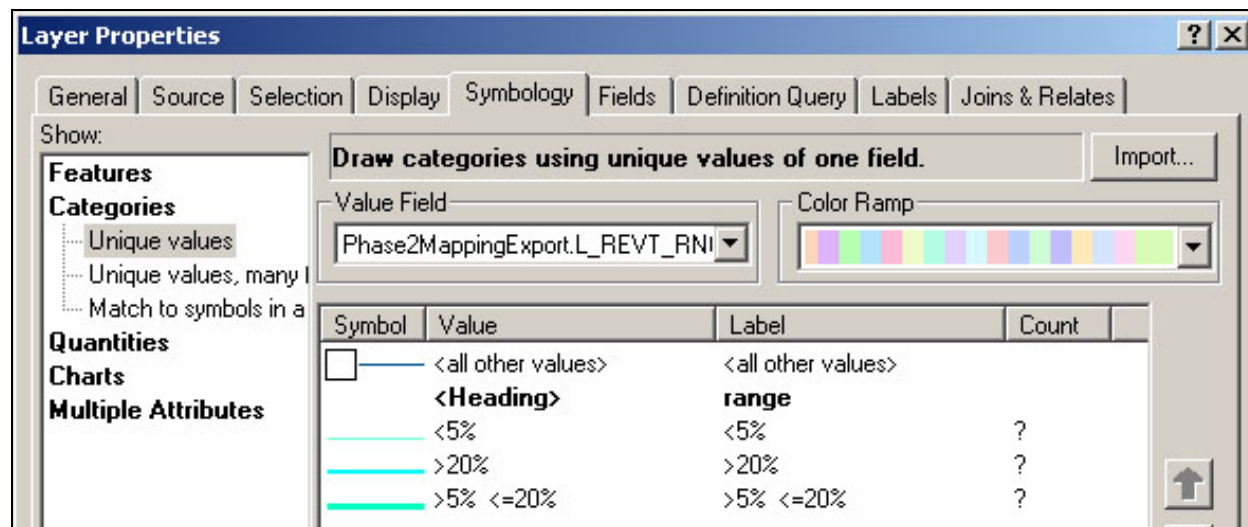 Layer Properties
? X
General Source Selection Display Symbology Fields Definition Query Labels Joins & Relates
Show:
Features
Categories
Unique values
Unique values, many
Match to symbols in a
Quantities
Charts
Multiple Attributes
Draw categories using unique values of one field.
Import...
Value Field
Phase2MappingExport.L_REVT_RN
Color Ramp
Symbol Value Label Count
<all other values> <all other values>
<Heading> range
<5% <5% ?
>20% >20% ?
>5% <=20% >5% <=20% ?